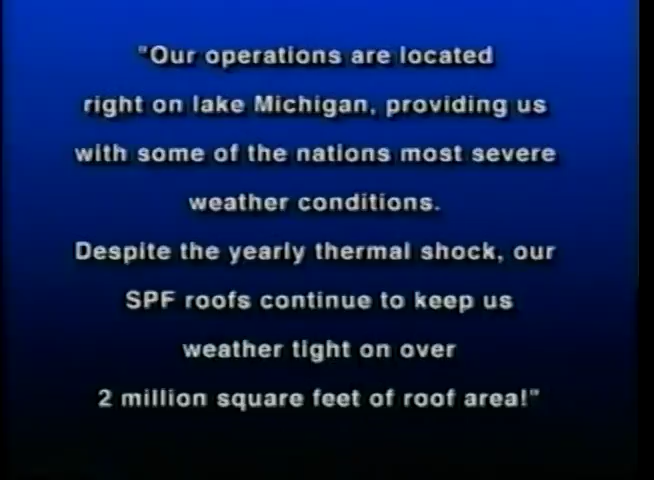 "Our operations are located
right on lake Michigan, providing us
with some of the nations most severe
weather conditions.
Despite the yearly thermal shock, our
SPF roofs continue to keep us
weather tight on over
2 million square feet of roof area!"